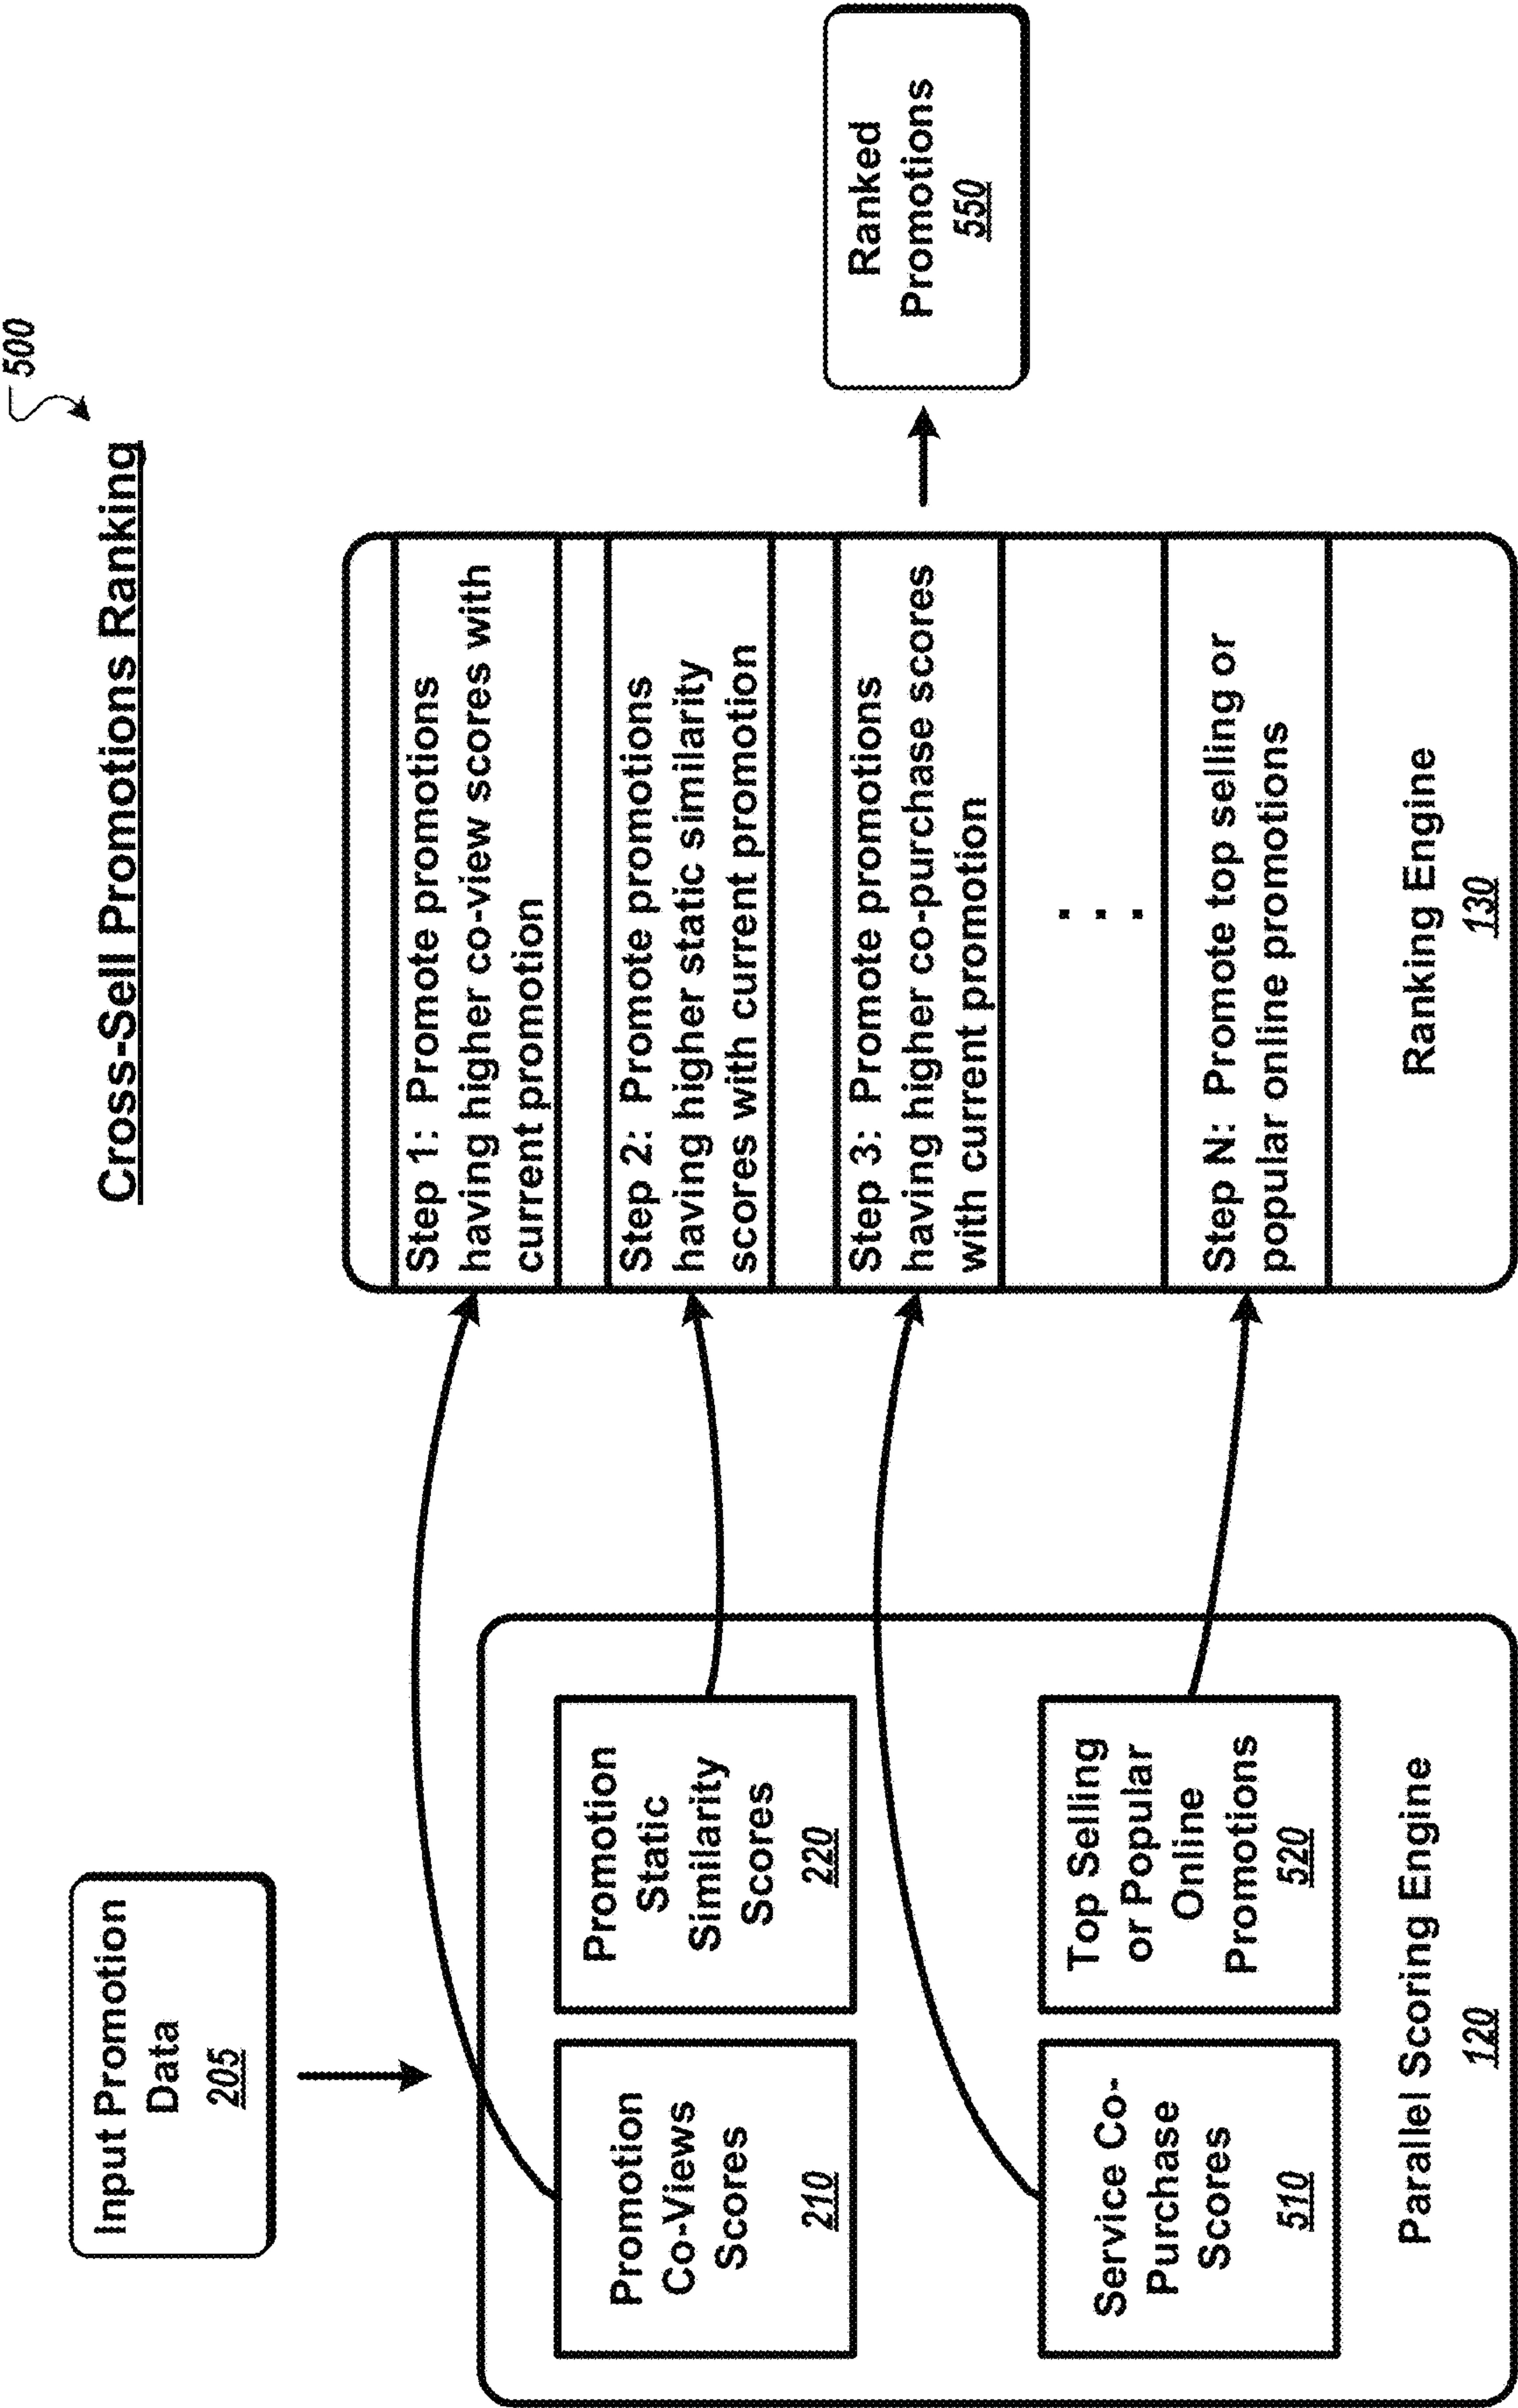 500
Cross-Sell Promotions Ranking
Input Promotion
Data
205
Promotion
Co-Views
Scores
210
Promotion
Static
Similarity
Scores
220
Service Co-
Purchase
Scores
510
Top Selling
or Popular
Online
Promotions
520
Parallel Scoring Engine
120
Step 1: Promote promotions
having higher co-view scores with
current promotion
Step 2: Promote promotions
having higher static similarity
scores with current promotion
Step 3: Promote promotions
having higher co-purchase scores
with current promotion
. . .
Step N: Promote top selling or
popular online promotions
Ranking Engine
130
Ranked
Promotions
550